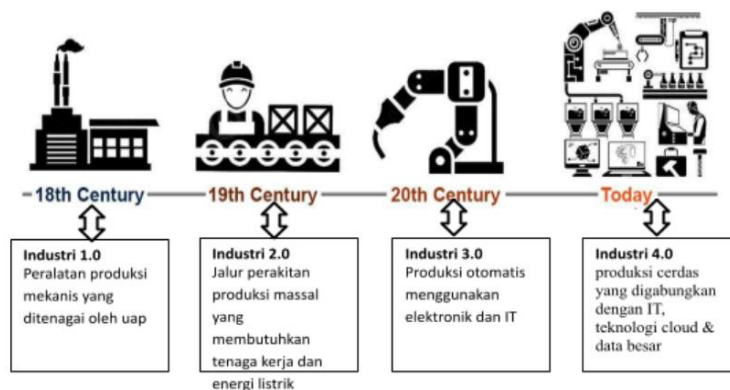 18th Century
19th Century
20th Century
Today
Industri 1.0
Peralatan produksi
mekanis yang
ditenagai oleh uap
Industri 2.0
Jalur perakitan
produksi massal
yang
membutuhkan
tenaga kerja dan
energi listrik
Industri 3.0
Produksi otomatis
menggunakan
elektronik dan IT
Industri 4.0
produksi cerdas
yang digabungkan
dengan IT,
teknologi cloud &
data besar